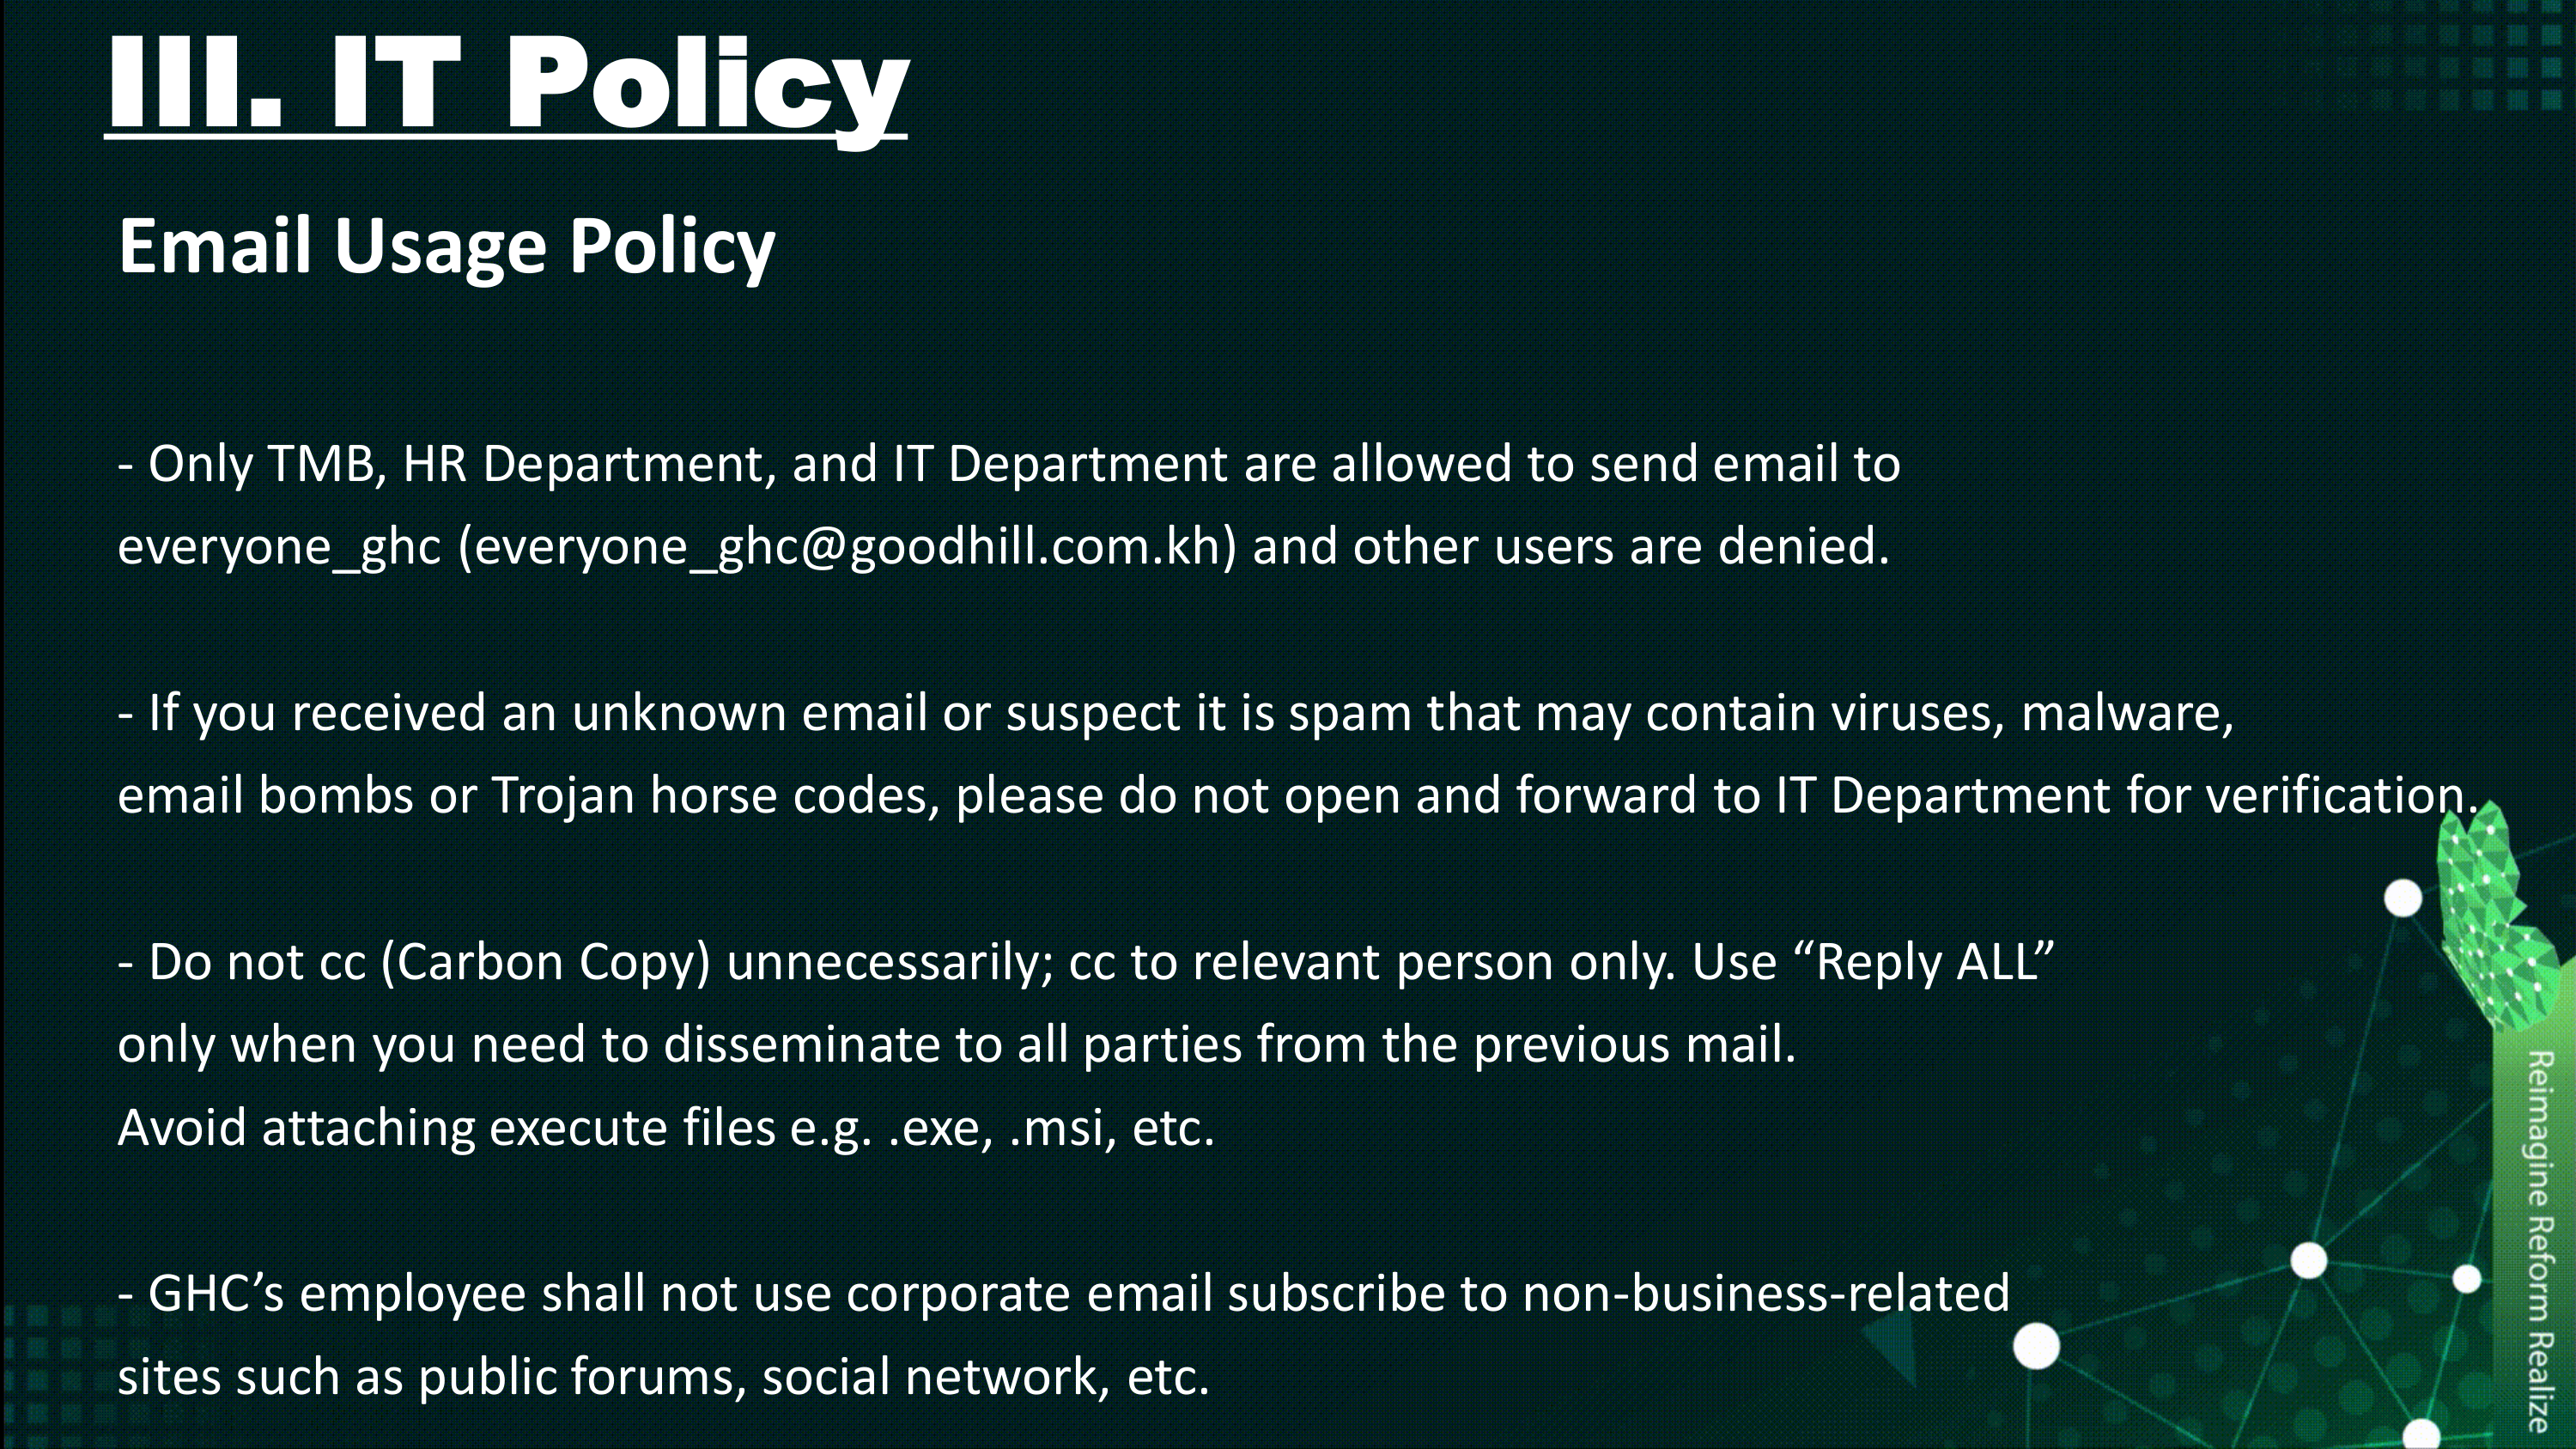 III. IT Policy
Email Usage Policy
- Only TMB, HR Department, and IT Department are allowed to send email to
everyone_ghc (everyone_ghc@goodhill.com.kh) and other users are denied.
- If you received an unknown email or suspect it is spam that may contain viruses, malware,
email bombs or Trojan horse codes, please do not open and forward to IT Department for verification.
- Do not cc (Carbon Copy) unnecessarily; cc to relevant person only. Use “Reply ALL”
only when you need to disseminate to all parties from the previous mail.
Avoid attaching execute files e.g. .exe, .msi, etc.
- GHC’s employee shall not use corporate email subscribe to non-business-related
sites such as public forums, social network, etc.
Reimagine Reform Realize